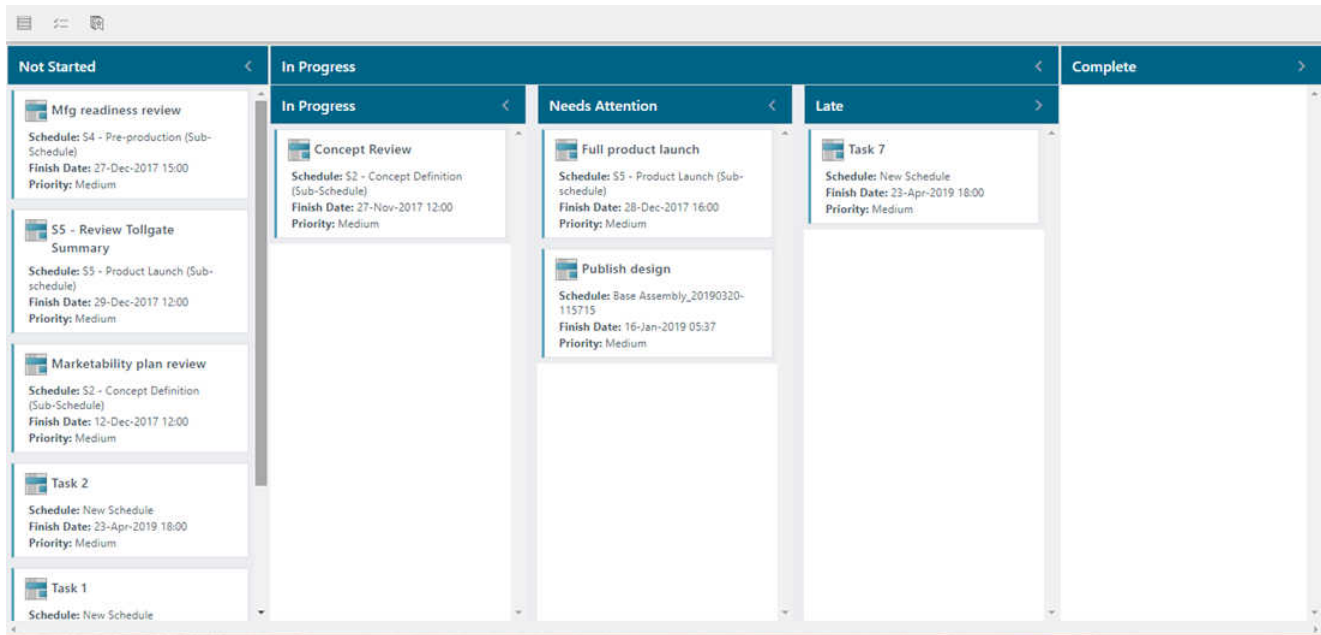 Not Started
Mfg readiness review
Schedule: S4 - Pre-production (Sub-
Schedule)
Finish Date: 27-Dec-2017 15:00
Priority: Medium
S5 - Review Tollgate
Summary
Schedule: S5 - Product Launch (Sub-
schedule)
Finish Date: 29-Dec-2017 12:00
Priority: Medium
Marketability plan review
Schedule: S2 - Concept Definition
(Sub-Schedule)
Finish Date: 12-Dec-2017 12:00
Priority: Medium
Task 2
Schedule: New Schedule
Finish Date: 23-Apr-2019 18:00
Priority: Medium
Task 1
Schedule: New Schedule
In Progress
In Progress
Concept Review
Schedule: S2 - Concept Definition
(Sub-Schedule)
Finish Date: 27-Nov-2017 12:00
Priority: Medium
Needs Attention
Full product launch
Schedule: S5 - Product Launch (Sub-
schedule)
Finish Date: 28-Dec-2017 16:00
Priority: Medium
Publish design
Schedule: Base Assembly_20190320-
115715
Finish Date: 16-Jan-2019 05:37
Priority: Medium
Late
Task 7
Schedule: New Schedule
Finish Date: 23-Apr-2019 18:00
Priority: Medium
Complete